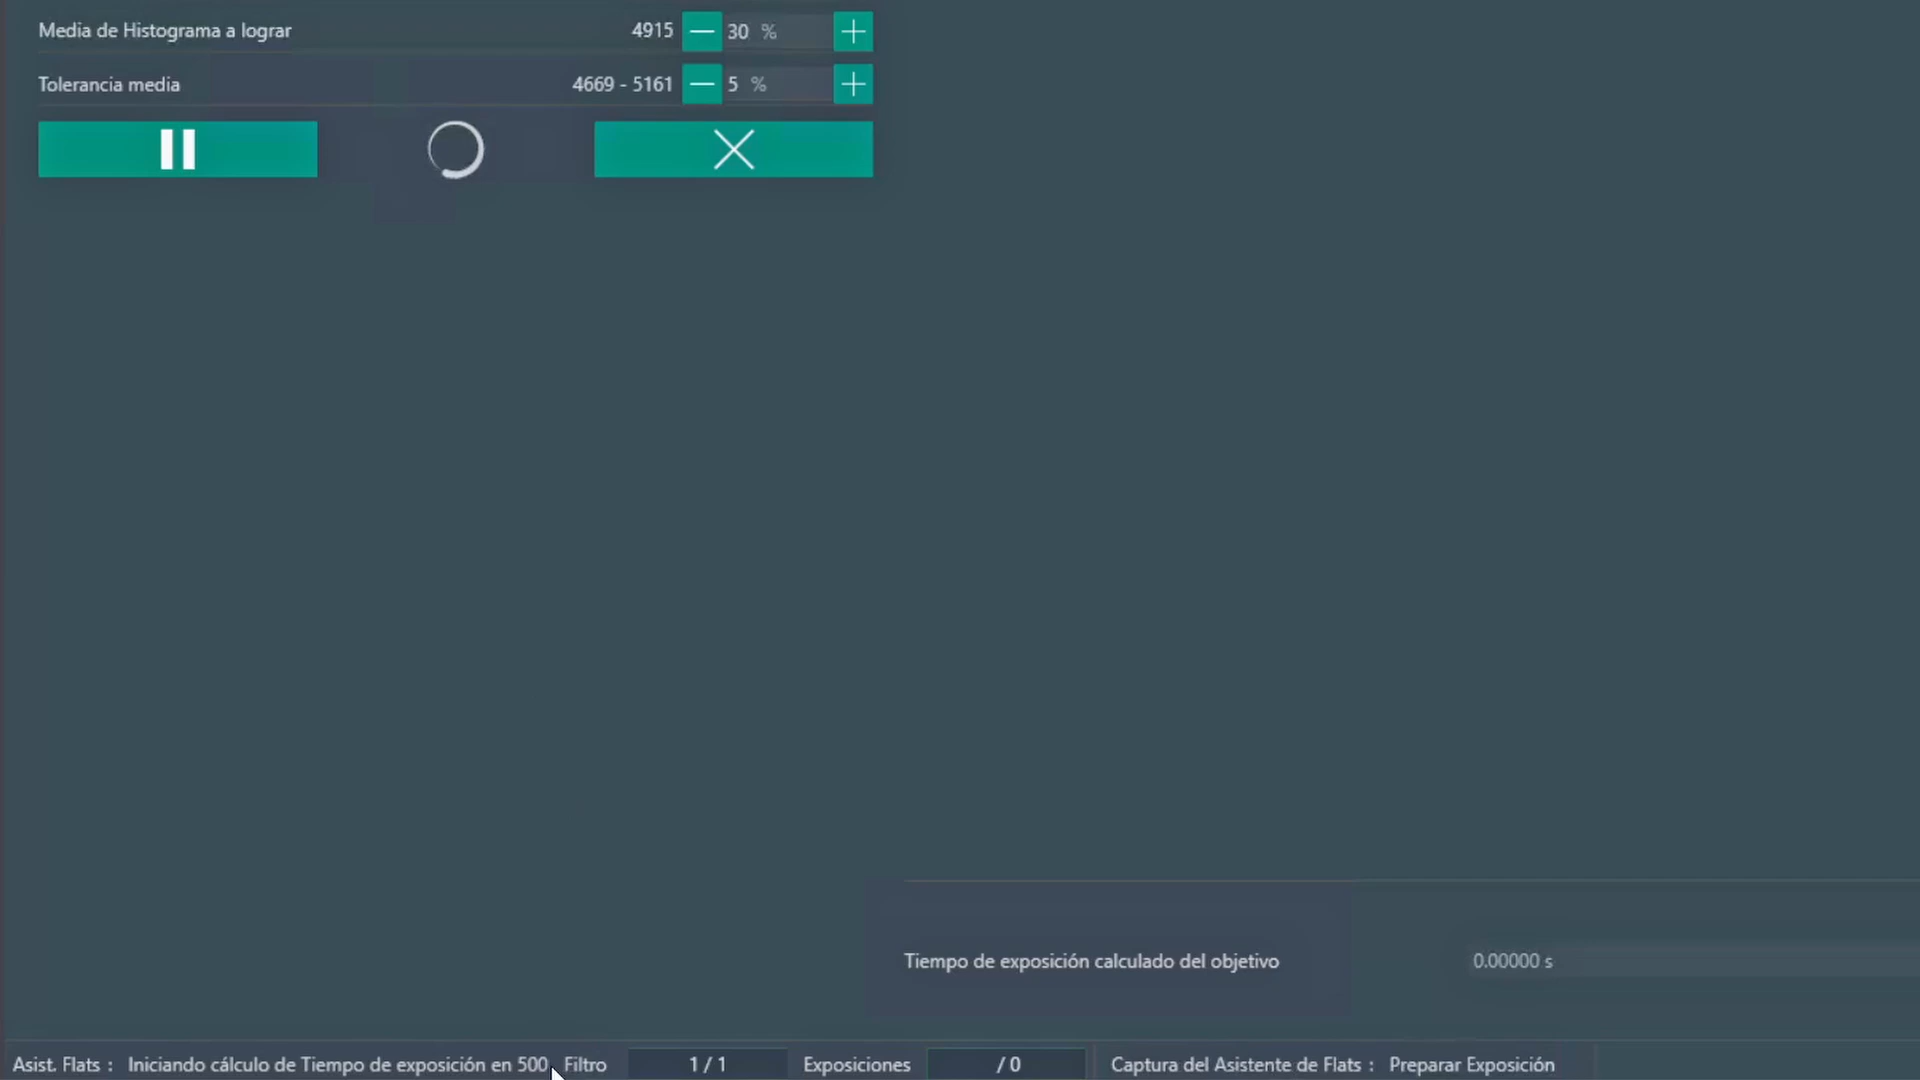 Media de Histograma a lograr 4915 30 %
Tolerancia media 4669 - 5161 5 %
Tiempo de exposición calculado del objetivo 0.00000 s
Asist. Flats : Iniciando cálculo de Tiempo de exposición en 500 Filtro 1 / 1 Exposiciones / 0 Captura del Asistente de Flats : Preparar Exposición